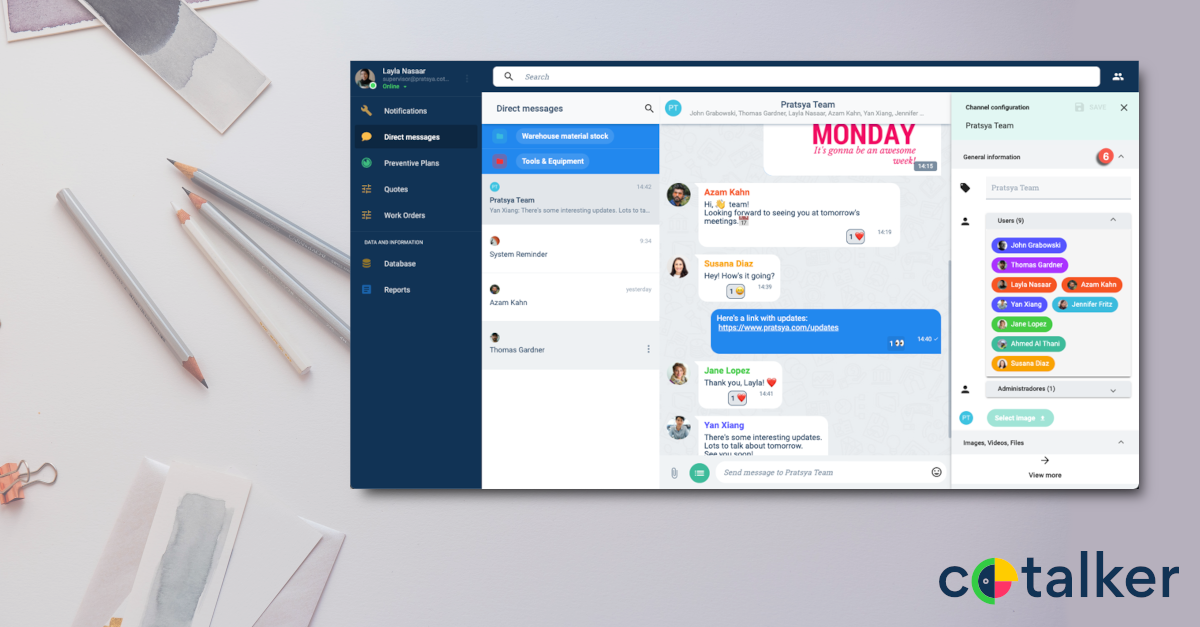 Layla Nasaar
supervisor@pratsya.cot...
Online
Notifications
Direct messages
Preventive Plans
Quotes
Work Orders
DATA AND INFORMATION
Database
Reports
Search
Direct messages
Warehouse material stock
Tools & Equipment
PT
14:42
Pratsya Team
Yan Xiang: There's some interesting updates. Lots to ta...
9:34
System Reminder
yesterday
Azam Kahn
Thomas Gardner
PT
Pratsya Team
John Grabowski, Thomas Gardner, Layla Nasaar, Azam Kahn, Yan Xiang, Jennifer ...
MONDAY
It's gonna be an awesome
week!
14:15
Azam Kahn
Hi, 👋 team!
Looking forward to seeing you at tomorrow's
meetings.📅
1 ❤️
14:19
Susana Diaz
Hey! How's it going?
1 😄
14:39
Here's a link with updates:
https://www.pratsya.com/updates
1 👀
14:40 ✓
Jane Lopez
Thank you, Layla! ❤️
1 ❤️
14:41
Yan Xiang
There's some interesting updates.
Lots to talk about tomorrow.
See you soon!
Send message to Pratsya Team
Channel configuration
SAVE
Pratsya Team
General information
6
Pratsya Team
Users (9)
John Grabowski
Thomas Gardner
Layla Nasaar
Azam Kahn
Yan Xiang
Jennifer Fritz
Jane Lopez
Ahmed Al Thani
Susana Diaz
Administradores (1)
PT
Select image
Images, Videos, Files
View more
cotalker